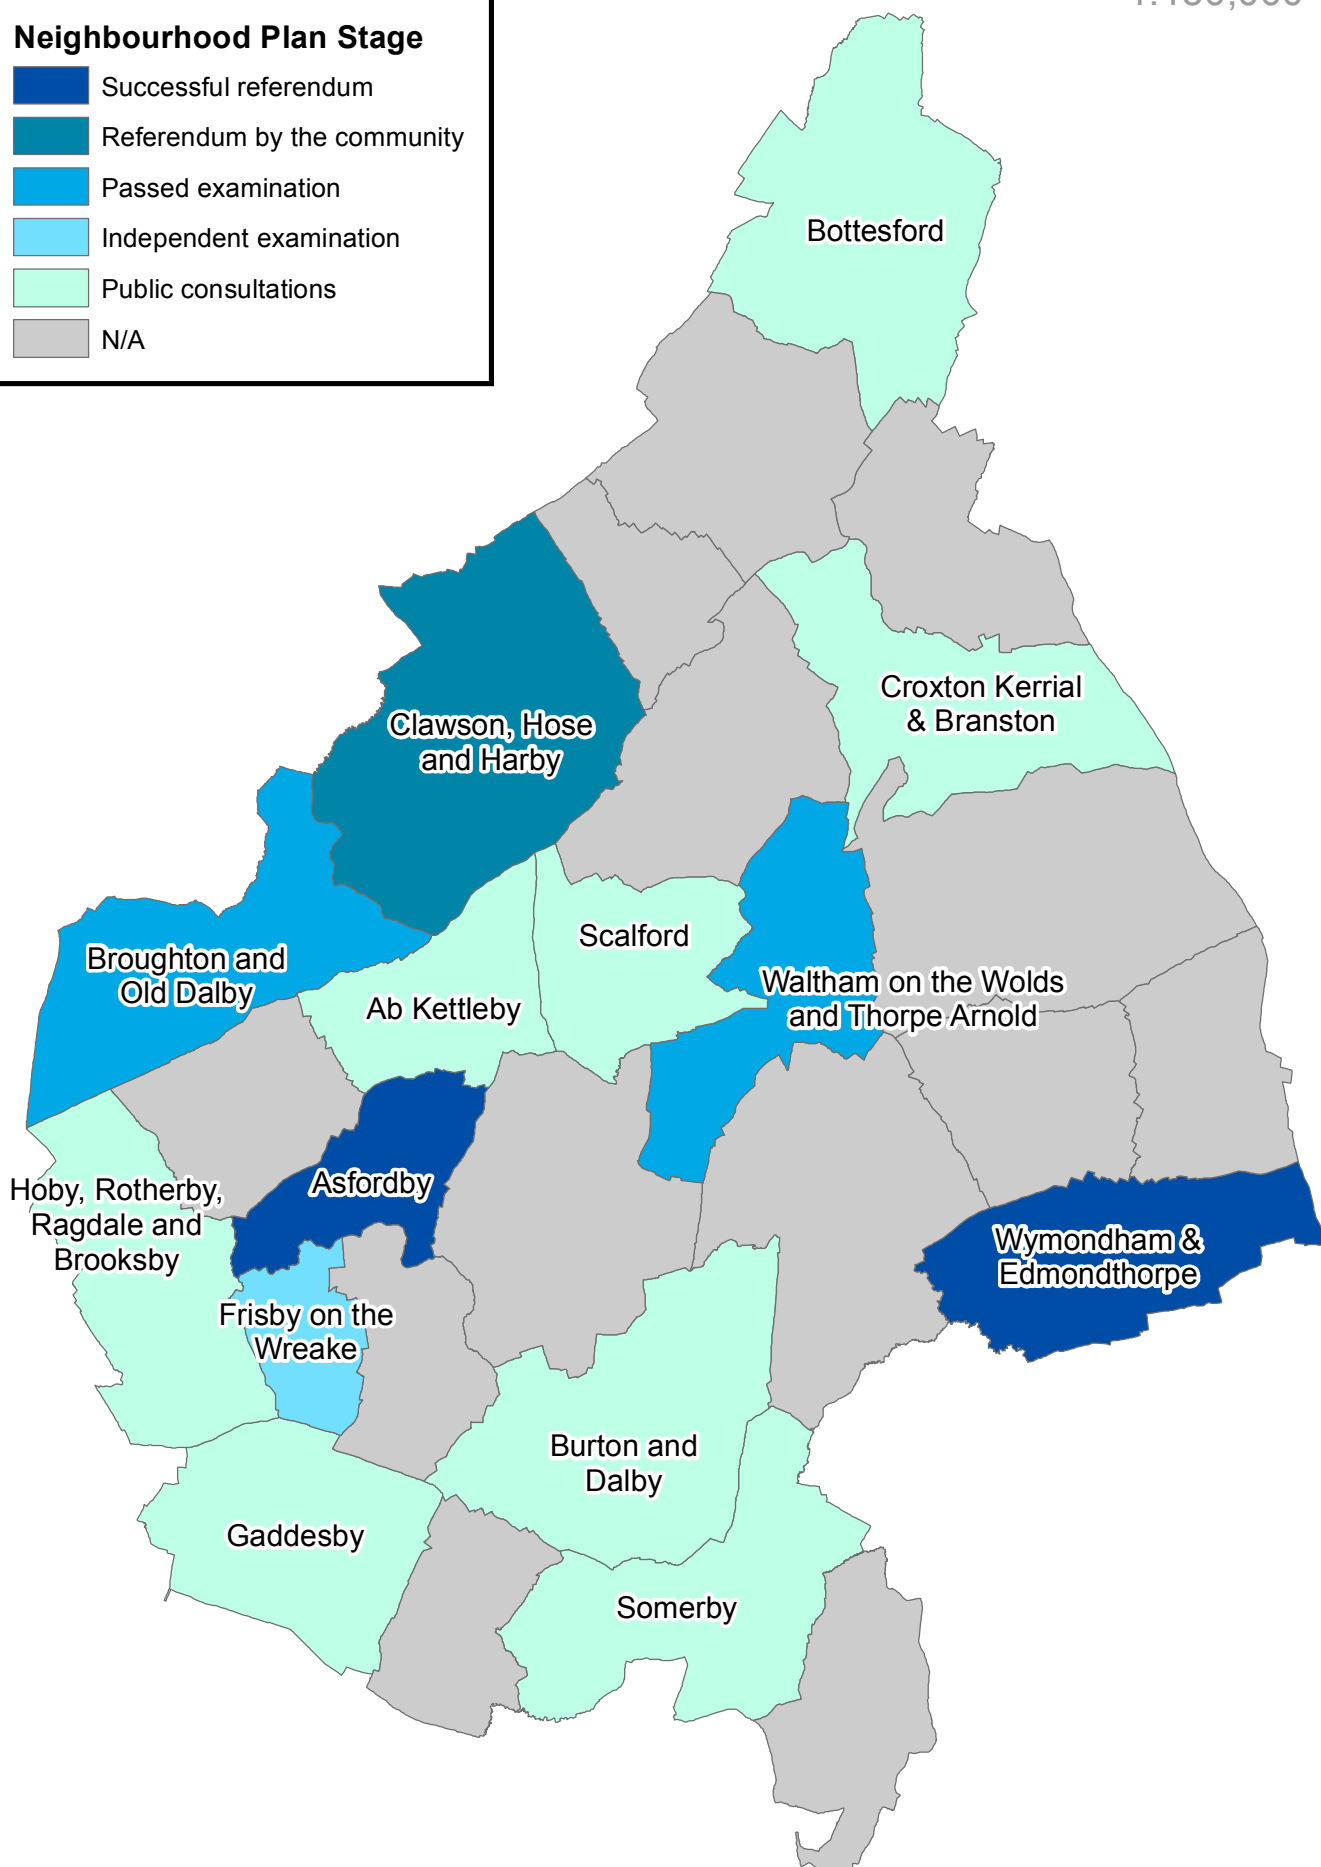 Neighbourhood Plan Stage
Successful referendum
Referendum by the community
Passed examination
Independent examination
Public consultations
N/A
Bottesford
Croxton Kerrial
& Branston
Clawson, Hose
and Harby
Scalford
Broughton and
Old Dalby
Ab Kettleby
Waltham on the Wolds
and Thorpe Arnold
Asfordby
Hoby, Rotherby,
Ragdale and
Brooksby
Wymondham &
Edmondthorpe
Frisby on the
Wreake
Burton and
Dalby
Gaddesby
Somerby